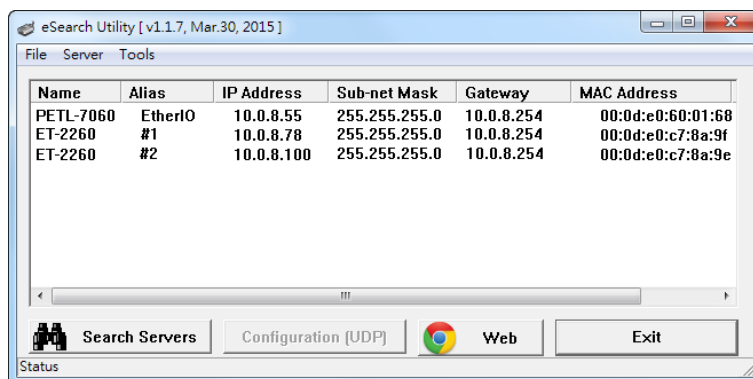 eSearch Utility [ v1.1.7, Mar.30, 2015 ]
File Server Tools
Name Alias IP Address Sub-net Mask Gateway MAC Address
PETL-7060 EtherIO 10.0.8.55 255.255.255.0 10.0.8.254 00:0d:e0:60:01:68
ET-2260 #1 10.0.8.78 255.255.255.0 10.0.8.254 00:0d:e0:c7:8a:9f
ET-2260 #2 10.0.8.100 255.255.255.0 10.0.8.254 00:0d:e0:c7:8a:9e
Search Servers Configuration (UDP) Web Exit
Status